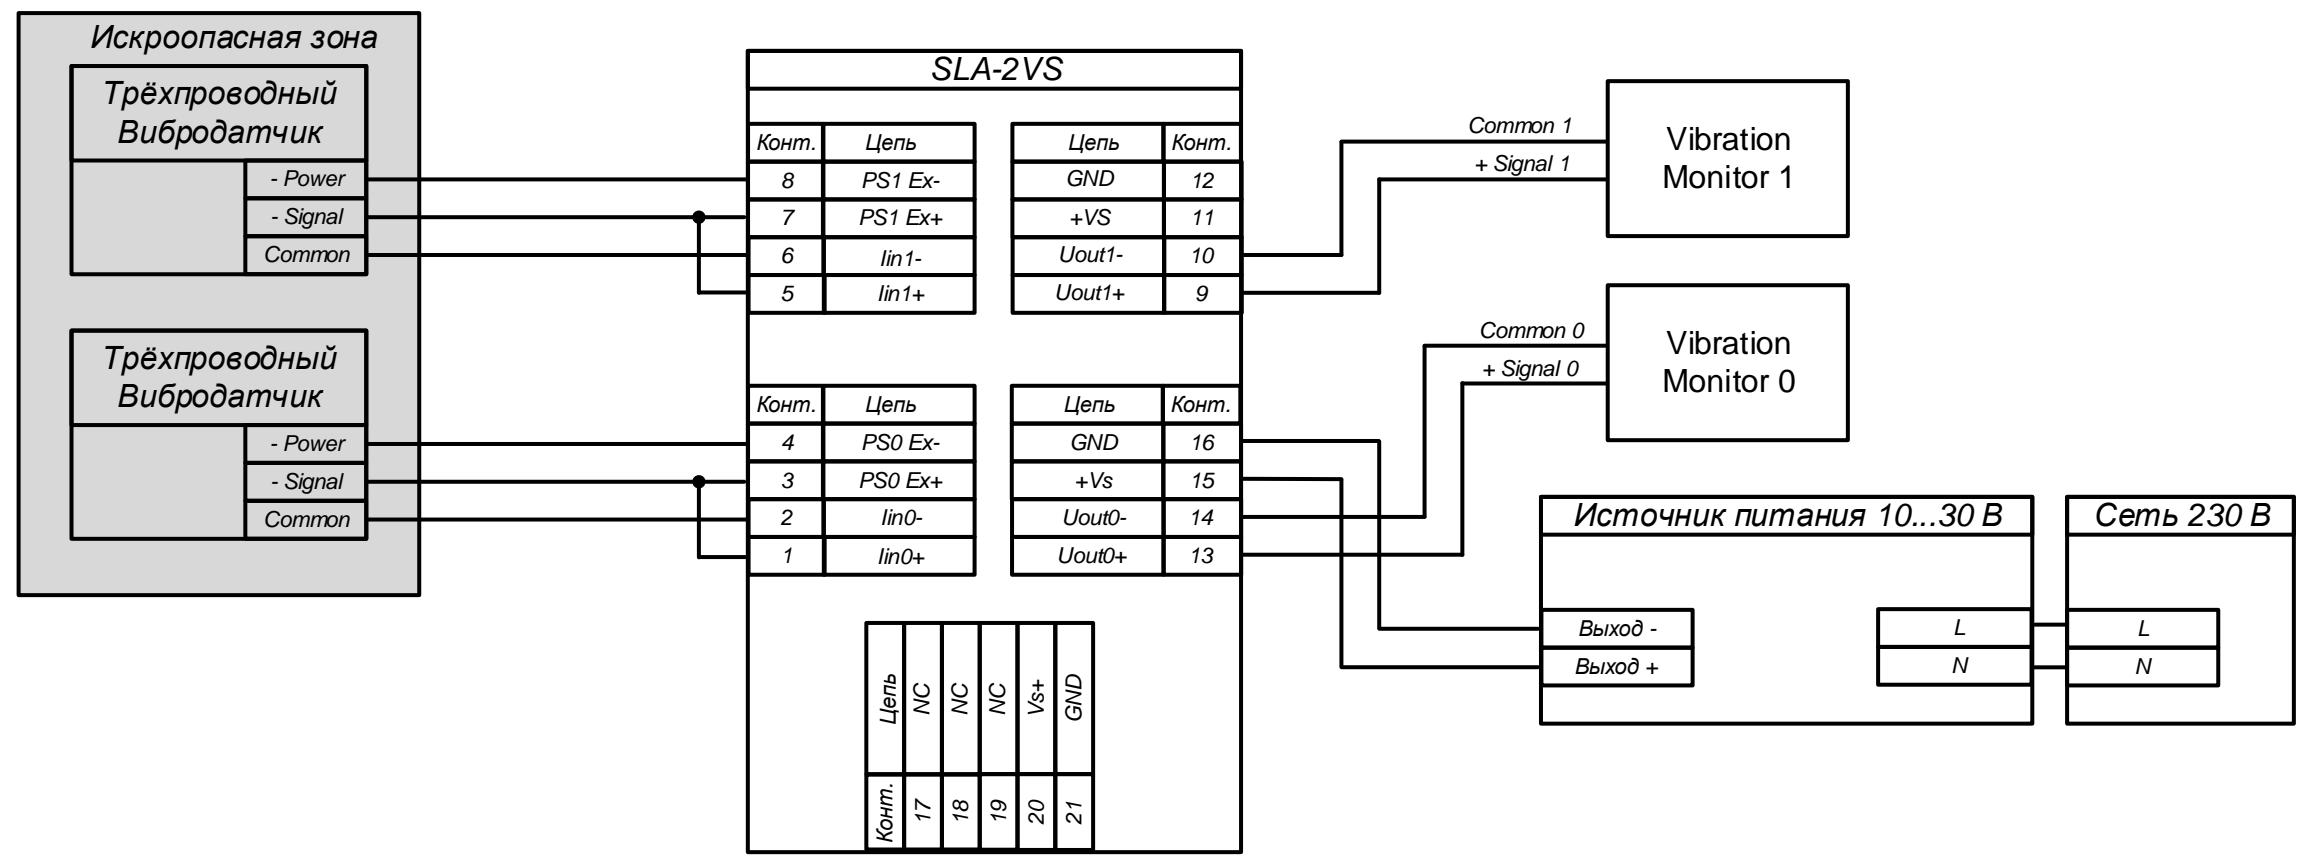 Искроопасная зона
Трёхпроводный
Вибродатчик
- Power
- Signal
Common
Трёхпроводный
Вибродатчик
- Power
- Signal
Common
SLA-2VS
Конт. Цепь
8 PS1 Ex-
7 PS1 Ex+
6 Iin1-
5 Iin1+
Цепь Конт.
GND 12
+VS 11
Uout1- 10
Uout1+ 9
Конт. Цепь
4 PS0 Ex-
3 PS0 Ex+
2 Iin0-
1 Iin0+
Цепь Конт.
GND 16
+Vs 15
Uout0- 14
Uout0+ 13
Цепь NC NC NC Vs+ GND
Конт. 17 18 19 20 21
Common 1
+ Signal 1
Vibration
Monitor 1
Common 0
+ Signal 0
Vibration
Monitor 0
Источник питания 10...30 В
Выход -
Выход +
L
N
Сеть 230 В
L
N